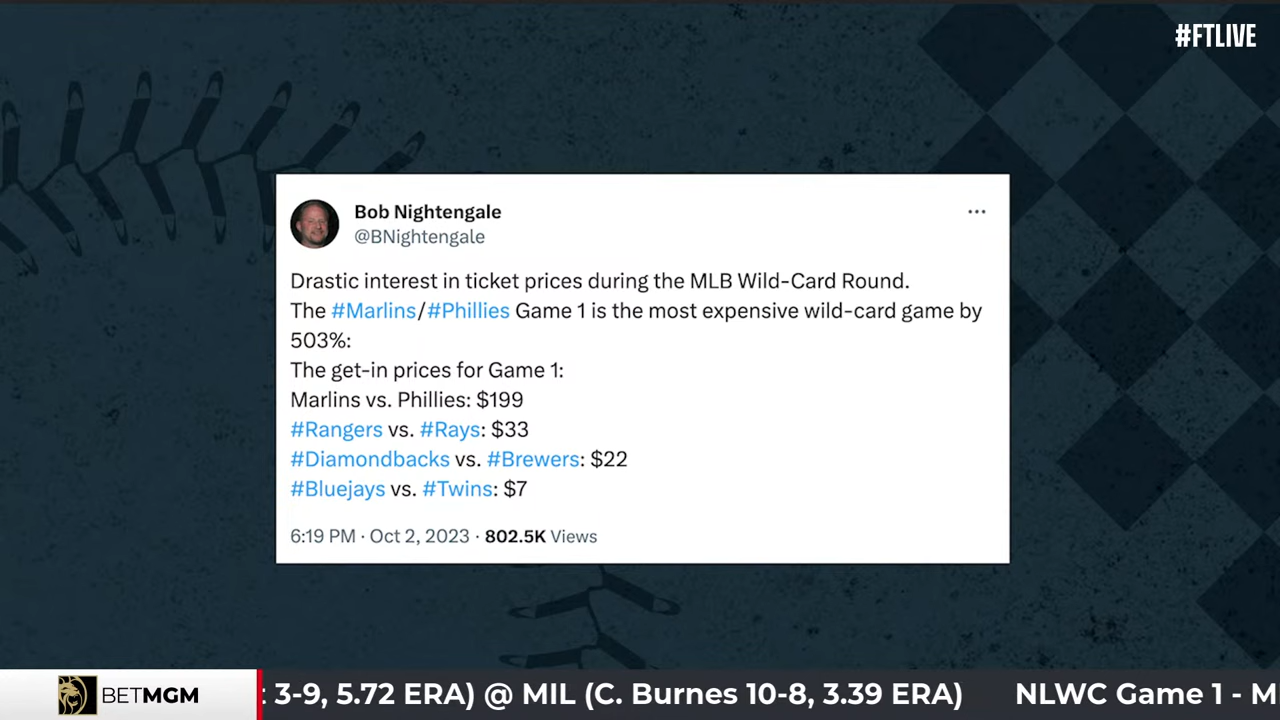 #FTLIVE
Bob Nightengale
@BNightengale
Drastic interest in ticket prices during the MLB Wild-Card Round.
The #Marlins/#Phillies Game 1 is the most expensive wild-card game by
503%:
The get-in prices for Game 1:
Marlins vs. Phillies: $199
#Rangers vs. #Rays: $33
#Diamondbacks vs. #Brewers: $22
#Bluejays vs. #Twins: $7
6:19 PM · Oct 2, 2023 · 802.5K Views
BETMGM
: 3-9, 5.72 ERA) @ MIL (C. Burnes 10-8, 3.39 ERA) NLWC Game 1 - M